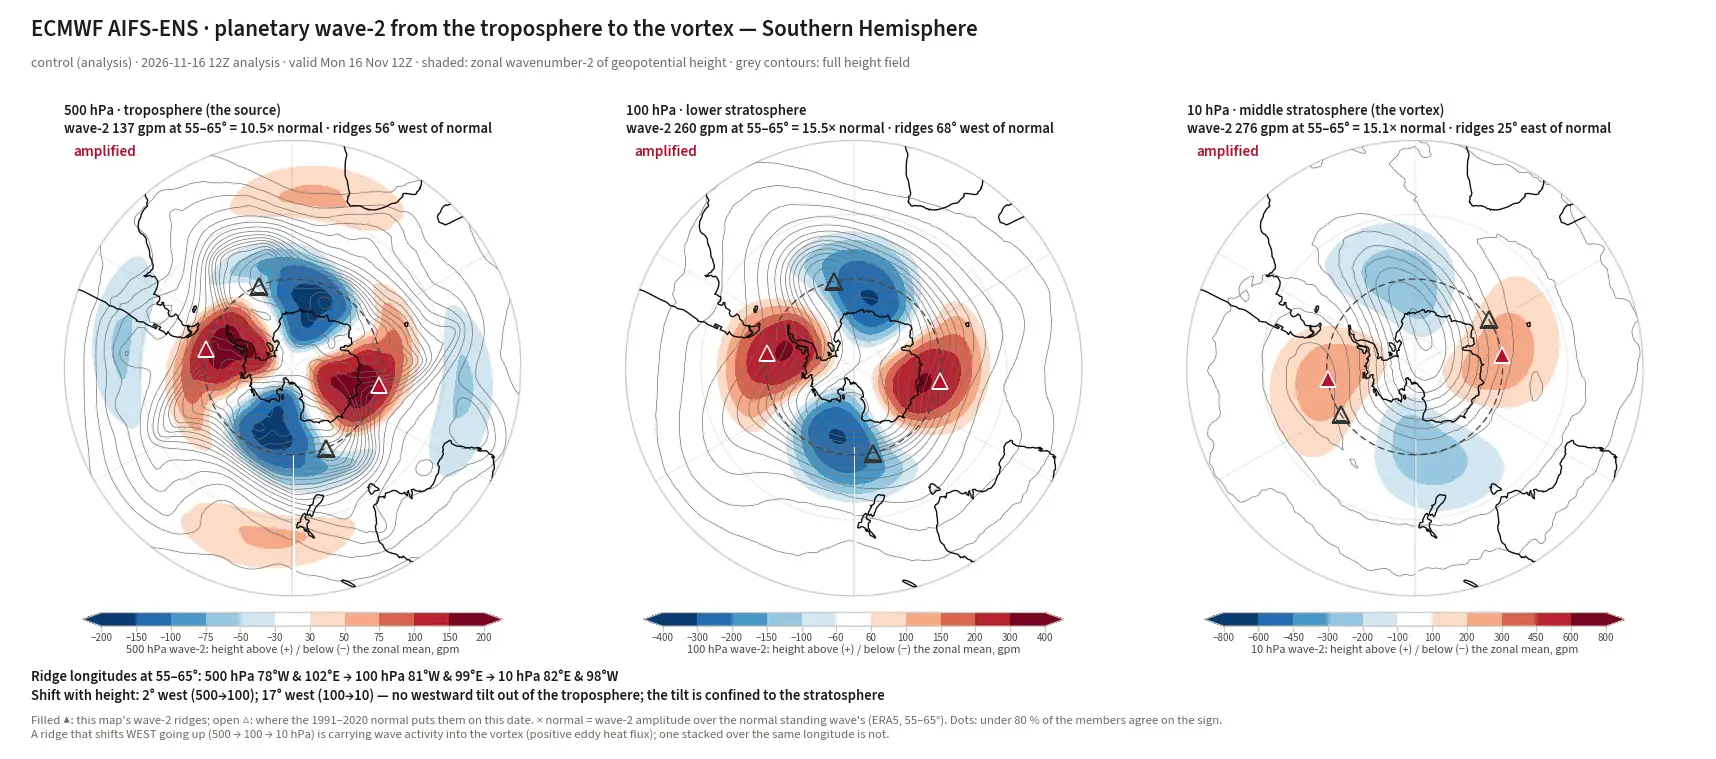 ECMWF AIFS-ENS · planetary wave-2 from the troposphere to the vortex — Southern Hemisphere
control (analysis) · 2026-11-16 12Z analysis · valid Mon 16 Nov 12Z · shaded: zonal wavenumber-2 of geopotential height · grey contours: full height field
500 hPa · troposphere (the source)
wave-2 137 gpm at 55–65° = 10.5× normal · ridges 56° west of normal
amplified
100 hPa · lower stratosphere
wave-2 260 gpm at 55–65° = 15.5× normal · ridges 68° west of normal
amplified
10 hPa · middle stratosphere (the vortex)
wave-2 276 gpm at 55–65° = 15.1× normal · ridges 25° east of normal
amplified
−200 −150 −100 −75 −50 −30 30 50 75 100 150 200
500 hPa wave-2: height above (+) / below (−) the zonal mean, gpm
−400 −300 −200 −150 −100 −60 60 100 150 200 300 400
100 hPa wave-2: height above (+) / below (−) the zonal mean, gpm
−800 −600 −450 −300 −200 −100 100 200 300 450 600 800
10 hPa wave-2: height above (+) / below (−) the zonal mean, gpm
Ridge longitudes at 55–65°: 500 hPa 78°W & 102°E → 100 hPa 81°W & 99°E → 10 hPa 82°E & 98°W
Shift with height: 2° west (500→100); 17° west (100→10) — no westward tilt out of the troposphere; the tilt is confined to the stratosphere
Filled ▲: this map's wave-2 ridges; open △: where the 1991–2020 normal puts them on this date. × normal = wave-2 amplitude over the normal standing wave's (ERA5, 55–65°). Dots: under 80 % of the members agree on the sign.
A ridge that shifts WEST going up (500 → 100 → 10 hPa) is carrying wave activity into the vortex (positive eddy heat flux); one stacked over the same longitude is not.